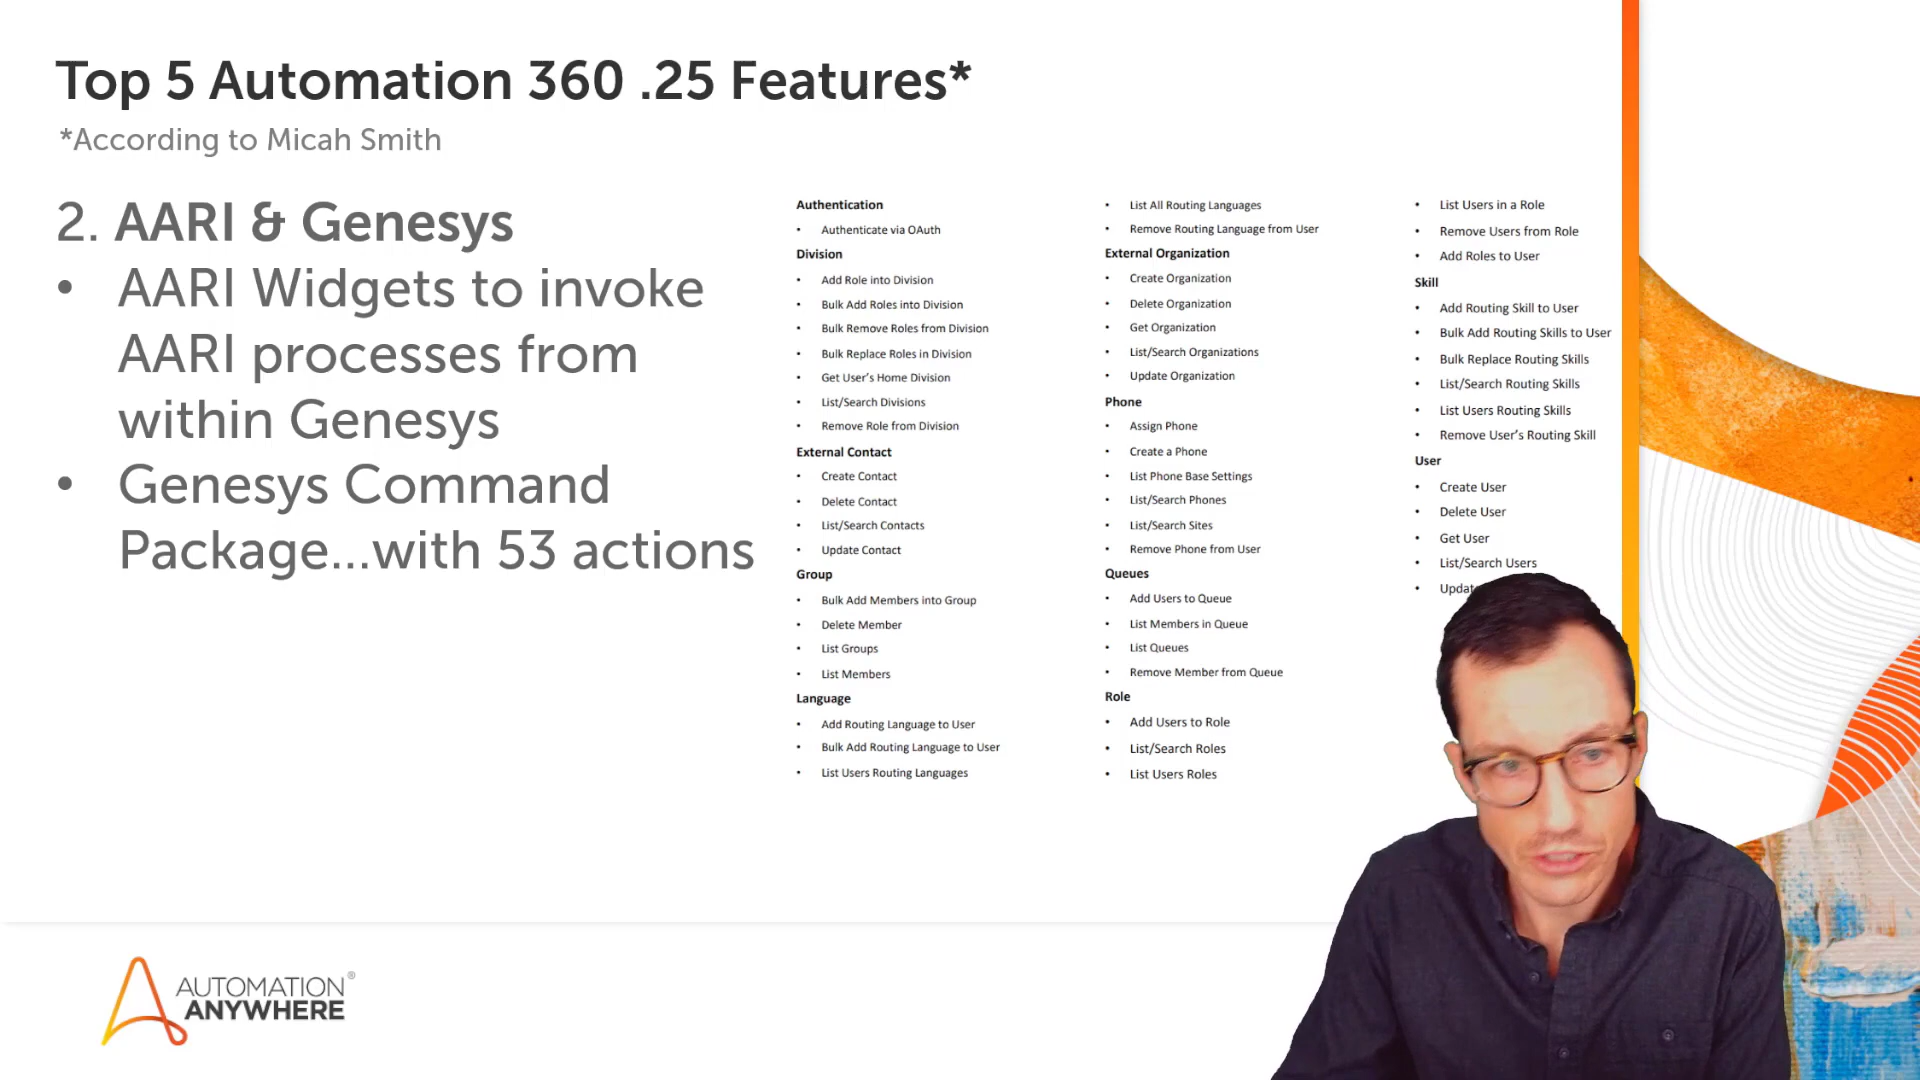 Top 5 Automation 360 .25 Features*
*According to Micah Smith
2. AARI & Genesys
• AARI Widgets to invoke
AARI processes from
within Genesys
• Genesys Command
Package...with 53 actions
Authentication
• Authenticate via OAuth
Division
• Add Role into Division
• Bulk Add Roles into Division
• Bulk Remove Roles from Division
• Bulk Replace Roles in Division
• Get User's Home Division
• List/Search Divisions
• Remove Role from Division
External Contact
• Create Contact
• Delete Contact
• List/Search Contacts
• Update Contact
Group
• Bulk Add Members into Group
• Delete Member
• List Groups
• List Members
Language
• Add Routing Language to User
• Bulk Add Routing Language to User
• List Users Routing Languages
• List All Routing Languages
• Remove Routing Language from User
External Organization
• Create Organization
• Delete Organization
• Get Organization
• List/Search Organizations
• Update Organization
Phone
• Assign Phone
• Create a Phone
• List Phone Base Settings
• List/Search Phones
• List/Search Sites
• Remove Phone from User
Queues
• Add Users to Queue
• List Members in Queue
• List Queues
• Remove Member from Queue
Role
• Add Users to Role
• List/Search Roles
• List Users Roles
• List Users in a Role
• Remove Users from Role
• Add Roles to User
Skill
• Add Routing Skill to User
• Bulk Add Routing Skills to User
• Bulk Replace Routing Skills
• List/Search Routing Skills
• List Users Routing Skills
• Remove User's Routing Skill
User
• Create User
• Delete User
• Get User
• List/Search Users
AUTOMATION®
ANYWHERE